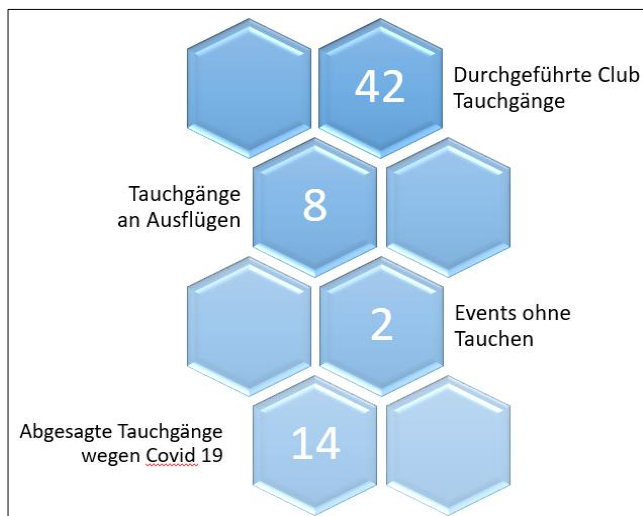 42
Durchgeführte Club
Tauchgänge
Tauchgänge
an Ausflügen
8
2
Events ohne
Tauchen
Abgesagte Tauchgänge
wegen Covid 19
14